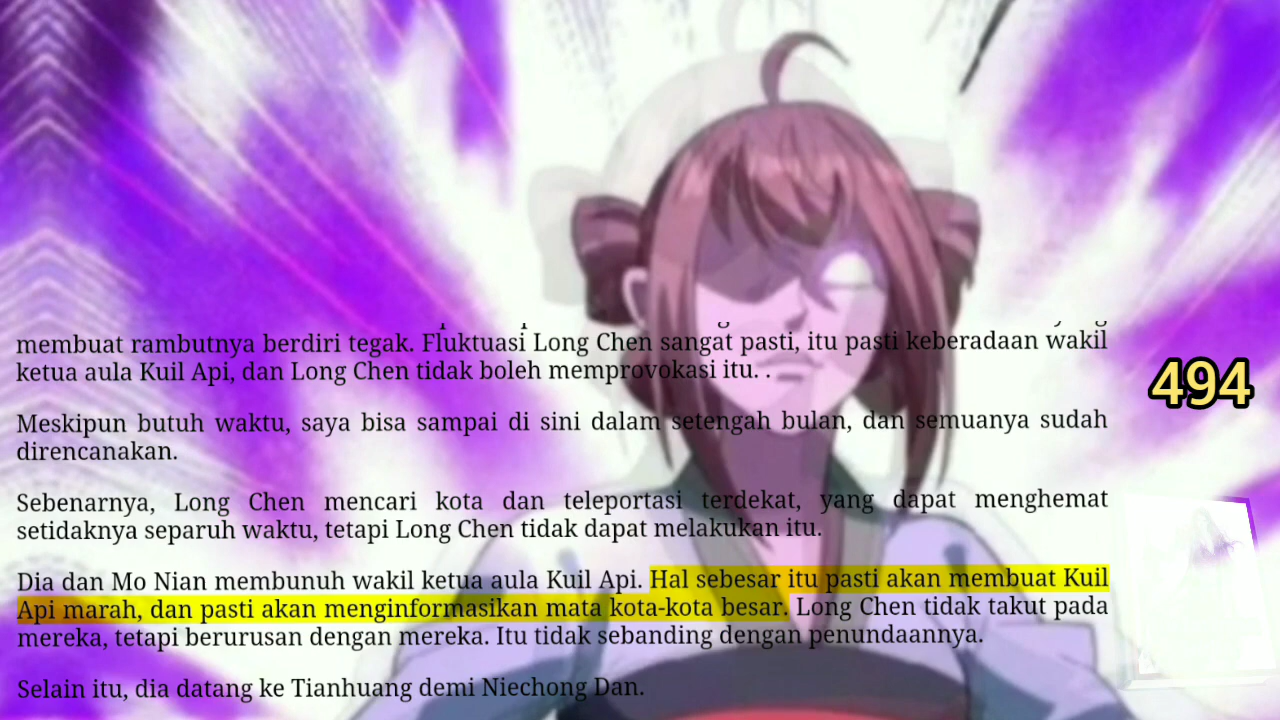 membuat rambutnya berdiri tegak. Fluktuasi Long Chen sangat pasti, itu pasti keberadaan wakil
ketua aula Kuil Api, dan Long Chen tidak boleh memprovokasi itu. .
Meskipun butuh waktu, saya bisa sampai di sini dalam setengah bulan, dan semuanya sudah
direncanakan.
Sebenarnya, Long Chen mencari kota dan teleportasi terdekat, yang dapat menghemat
setidaknya separuh waktu, tetapi Long Chen tidak dapat melakukan itu.
Dia dan Mo Nian membunuh wakil ketua aula Kuil Api. Hal sebesar itu pasti akan membuat Kuil
Api marah, dan pasti akan menginformasikan mata kota-kota besar. Long Chen tidak takut pada
mereka, tetapi berurusan dengan mereka. Itu tidak sebanding dengan penundaannya.
Selain itu, dia datang ke Tianhuang demi Niechong Dan.
494